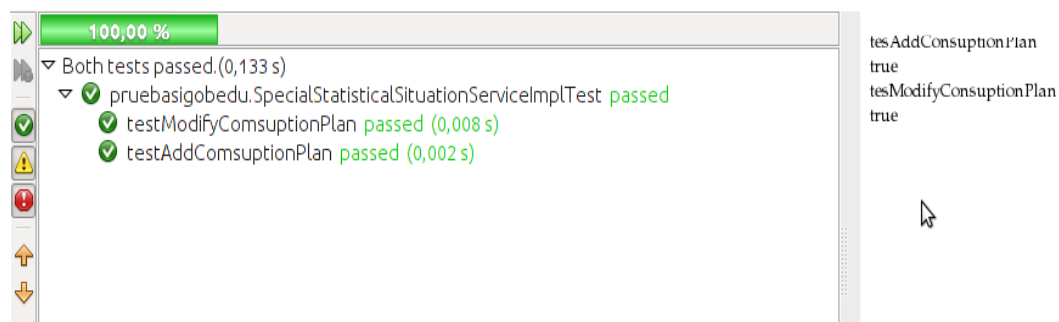 100,00 %
Both tests passed.(0,133 s)
pruebasigobedu.SpecialStatisticalSituationServiceImplTest passed
testModifyComsuptionPlan passed (0,008 s)
testAddComsuptionPlan passed (0,002 s)
tesAddConsuptionPlan
true
tesModifyConsuptionPlan
true